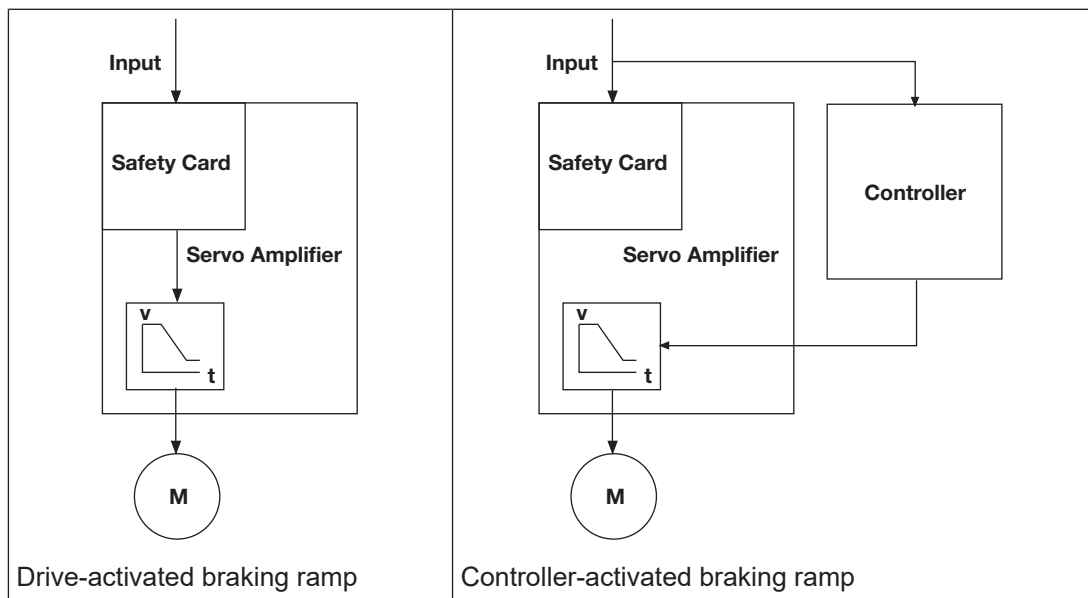 Input
Safety Card
Servo Amplifier
v
t
M
Drive-activated braking ramp
Input
Safety Card
Controller
Servo Amplifier
v
t
M
Controller-activated braking ramp